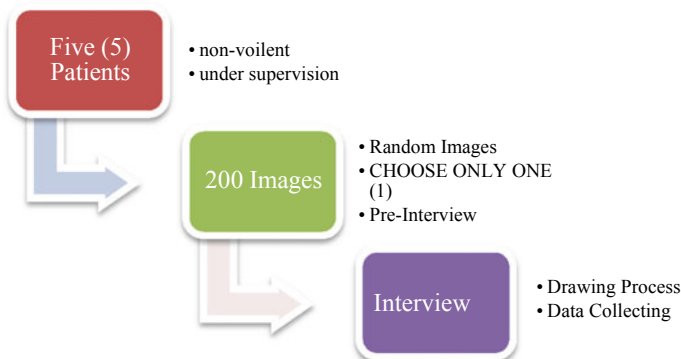 Five (5)
Patients
• non-voilent
• under supervision
200 Images
• Random Images
• CHOOSE ONLY ONE
(1)
• Pre-Interview
Interview
• Drawing Process
• Data Collecting